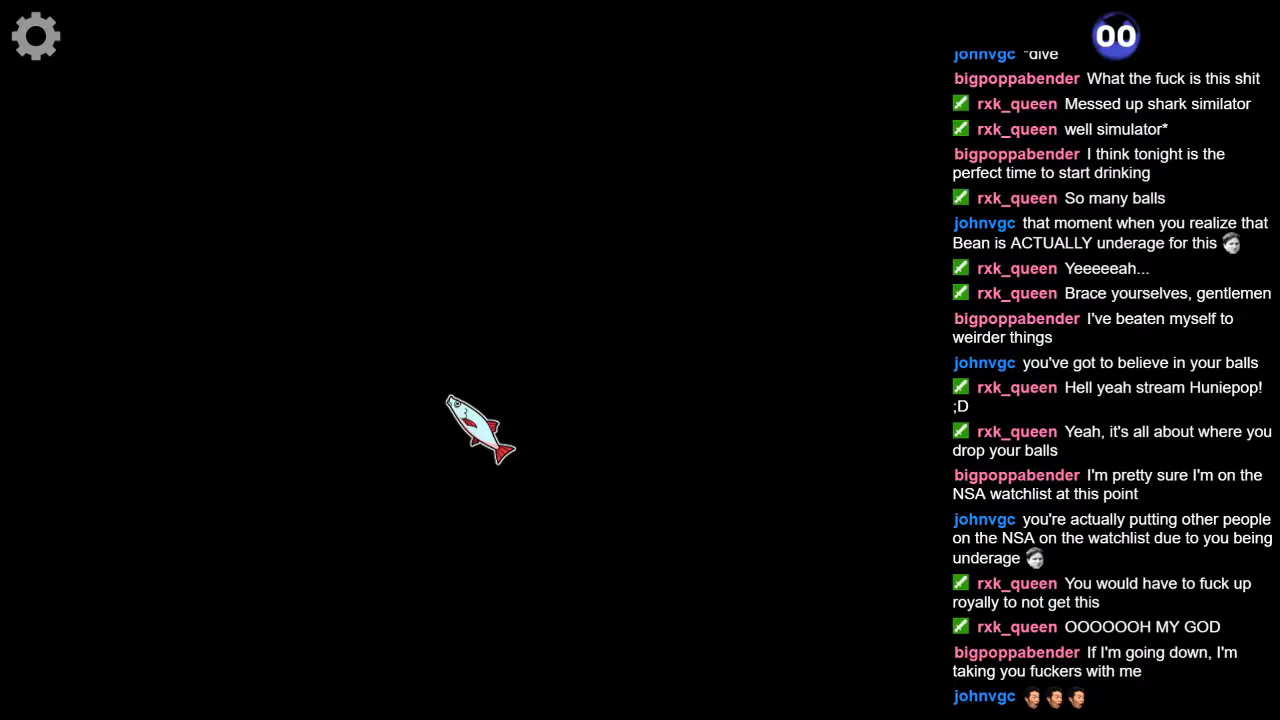 johnvgc *dive
bigpoppabender What the fuck is this shit
rxk_queen Messed up shark similator
rxk_queen well simulator*
bigpoppabender I think tonight is the
perfect time to start drinking
rxk_queen So many balls
johnvgc that moment when you realize that
Bean is ACTUALLY underage for this
rxk_queen Yeeeeeah...
rxk_queen Brace yourselves, gentlemen
bigpoppabender I've beaten myself to
weirder things
johnvgc you've got to believe in your balls
rxk_queen Hell yeah stream Huniepop!
;D
rxk_queen Yeah, it's all about where you
drop your balls
bigpoppabender I'm pretty sure I'm on the
NSA watchlist at this point
johnvgc you're actually putting other people
on the NSA on the watchlist due to you being
underage
rxk_queen You would have to fuck up
royally to not get this
rxk_queen OOOOOOH MY GOD
bigpoppabender If I'm going down, I'm
taking you fuckers with me
johnvgc